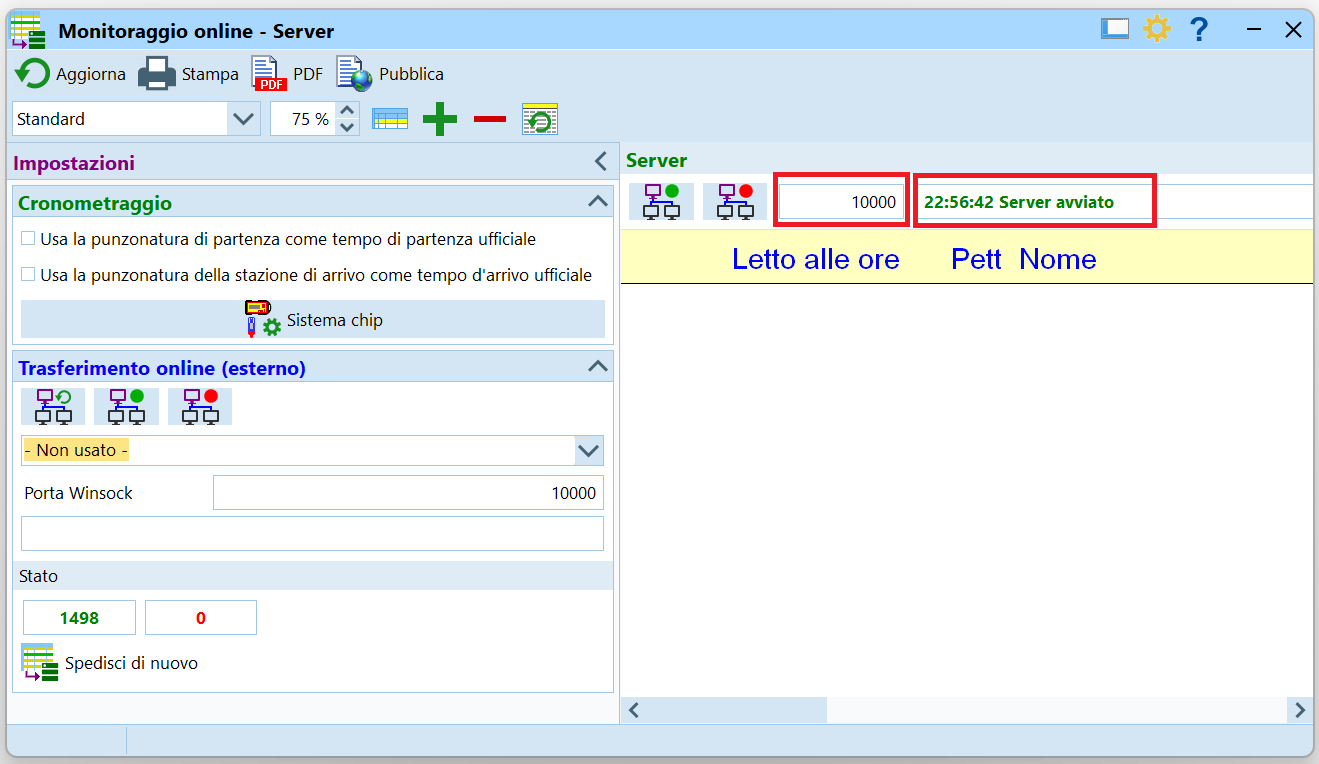 Monitoraggio online - Server
?
Aggiorna Stampa PDF PDF Pubblica
Standard 75 %
Impostazioni
Cronometraggio
Usa la punzonatura di partenza come tempo di partenza ufficiale
Usa la punzonatura della stazione di arrivo come tempo d'arrivo ufficiale
Sistema chip
Trasferimento online (esterno)
- Non usato -
Porta Winsock 10000
Stato
1498 0
Spedisci di nuovo
Server
10000 22:56:42 Server avviato
Letto alle ore Pett Nome